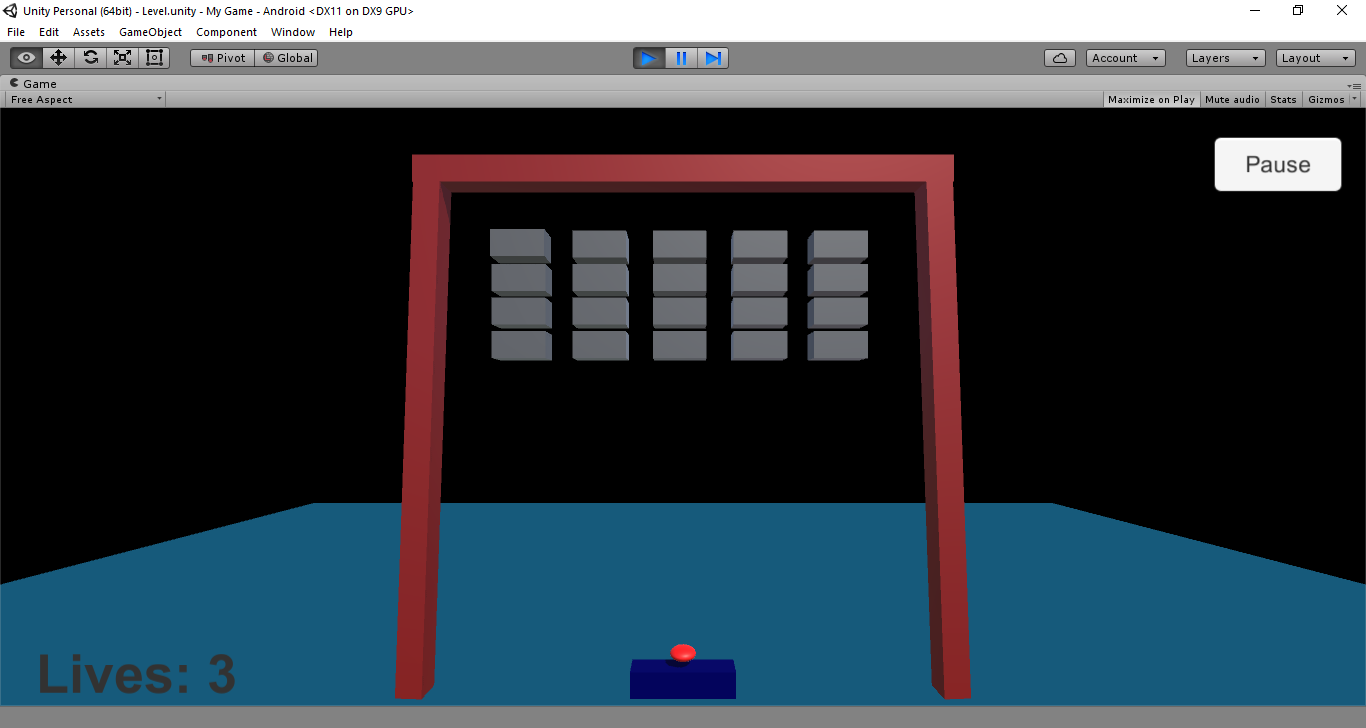 Unity Personal (64bit) - Level.unity - My Game - Android <DX11 on DX9 GPU>
File Edit Assets GameObject Component Window Help
Pivot Global Account Layers Layout
Game
Free Aspect Maximize on Play Mute audio Stats Gizmos
Pause
Lives: 3